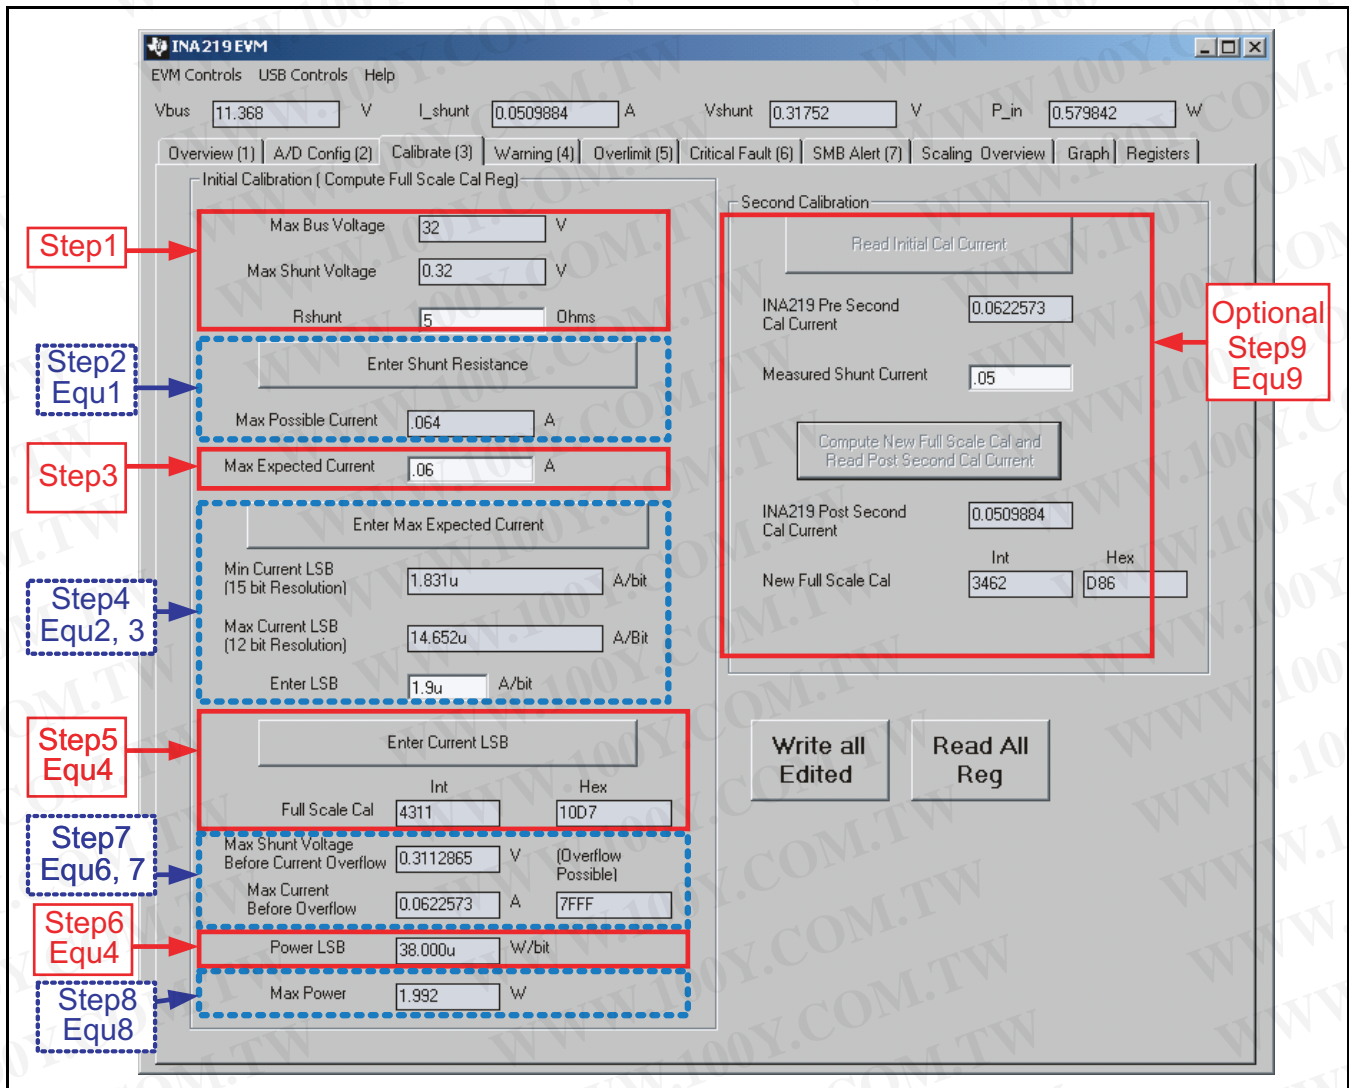 INA219EVM
EVM Controls USB Controls Help
Vbus 11.368 V I_shunt 0.0509884 A Vshunt 0.31752 V P_in 0.579842 W
Overview (1) A/D Config (2) Calibrate (3) Warning (4) Overlimit (5) Critical Fault (6) SMB Alert (7) Scaling Overview Graph Registers
Initial Calibration ( Compute Full Scale Cal Reg)
Step1
Max Bus Voltage 32 V
Max Shunt Voltage 0.32 V
Rshunt 5 Ohms
Step2
Equ1
Enter Shunt Resistance
Max Possible Current .064 A
Step3
Max Expected Current .06 A
Enter Max Expected Current
Step4
Equ2, 3
Min Current LSB
(15 bit Resolution) 1.831u A/bit
Max Current LSB
(12 bit Resolution) 14.652u A/Bit
Enter LSB 1.9u A/bit
Step5
Equ4
Enter Current LSB
Int Hex
Full Scale Cal 4311 10D7
Step7
Equ6, 7
Max Shunt Voltage
Before Current Overflow 0.3112865 V (Overflow
Possible)
Max Current
Before Overflow 0.0622573 A 7FFF
Step6
Equ4
Power LSB 38.000u W/bit
Step8
Equ8
Max Power 1.992 W
Second Calibration
Read Initial Cal Current
INA219 Pre Second
Cal Current 0.0622573
Measured Shunt Current .05
Compute New Full Scale Cal and
Read Post Second Cal Current
INA219 Post Second
Cal Current 0.0509884
Int Hex
New Full Scale Cal 3462 D86
Optional
Step9
Equ9
Write all
Edited
Read All
Reg
WWW.100Y.COM.TW